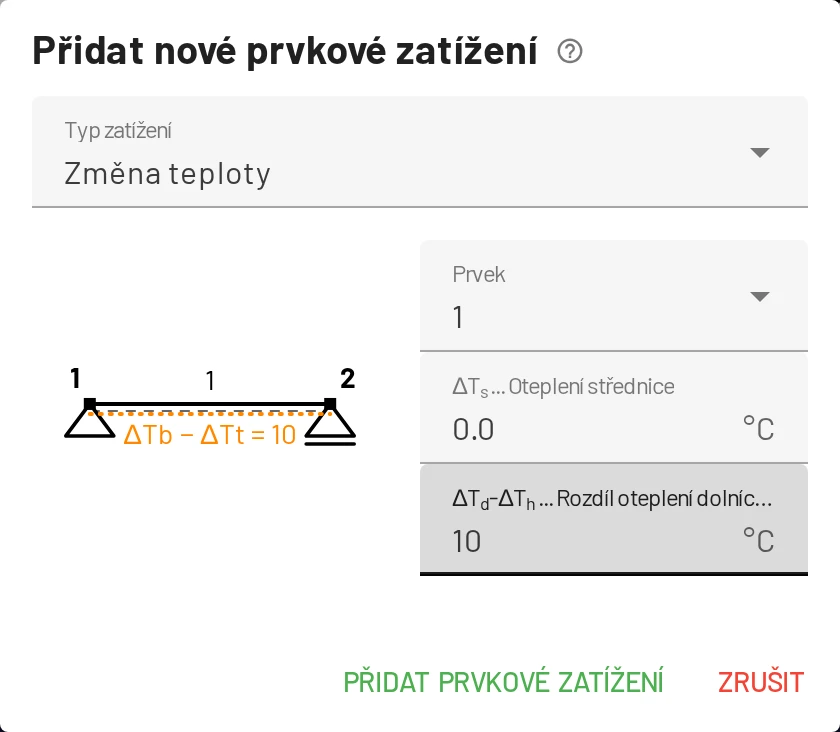 Přidat nové prvkové zatížení ?
Typ zatížení
Změna teploty
Prvek
1
1 1 2
ΔTb − ΔTt = 10
ΔTs ... Oteplení střednice
0.0 °C
ΔTd-ΔTh ... Rozdíl oteplení dolníc...
10 °C
PŘIDAT PRVKOVÉ ZATÍŽENÍ ZRUŠIT